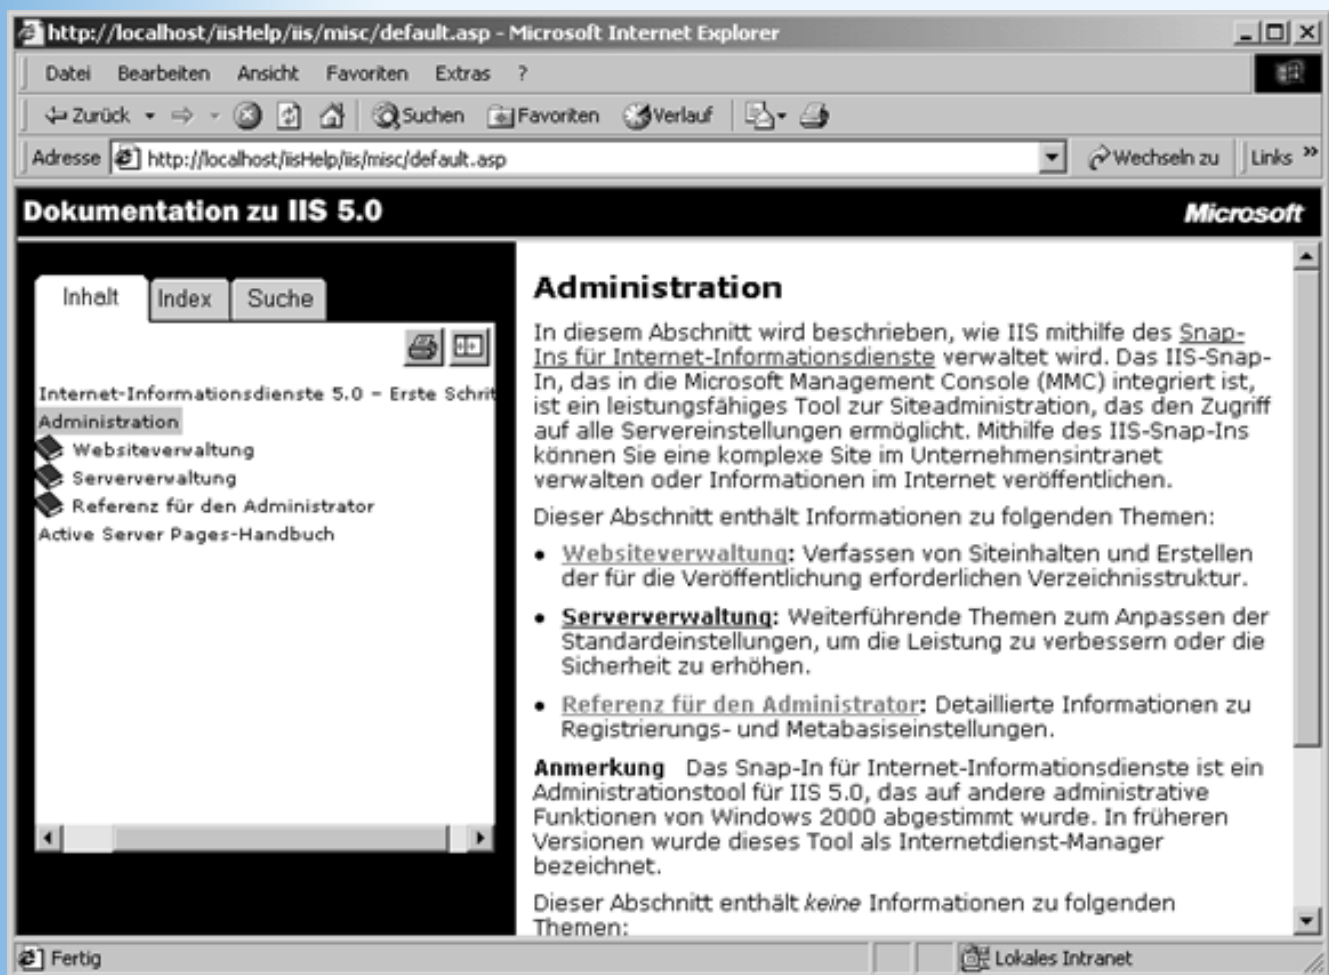 http://localhost/iisHelp/iis/misc/default.asp - Microsoft Internet Explorer
Datei Bearbeiten Ansicht Favoriten Extras ?
Zurück Suchen Favoriten Verlauf
Adresse http://localhost/iisHelp/iis/misc/default.asp Wechseln zu Links »
Dokumentation zu IIS 5.0 Microsoft
Inhalt Index Suche
Internet-Informationsdienste 5.0 – Erste Schrit
Administration
Websiteverwaltung
Serververwaltung
Referenz für den Administrator
Active Server Pages-Handbuch
Administration
In diesem Abschnitt wird beschrieben, wie IIS mithilfe des Snap-
Ins für Internet-Informationsdienste verwaltet wird. Das IIS-Snap-
In, das in die Microsoft Management Console (MMC) integriert ist,
ist ein leistungsfähiges Tool zur Siteadministration, das den Zugriff
auf alle Servereinstellungen ermöglicht. Mithilfe des IIS-Snap-Ins
können Sie eine komplexe Site im Unternehmensintranet
verwalten oder Informationen im Internet veröffentlichen.
Dieser Abschnitt enthält Informationen zu folgenden Themen:
• Websiteverwaltung: Verfassen von Siteinhalten und Erstellen
der für die Veröffentlichung erforderlichen Verzeichnisstruktur.
• Serververwaltung: Weiterführende Themen zum Anpassen der
Standardeinstellungen, um die Leistung zu verbessern oder die
Sicherheit zu erhöhen.
• Referenz für den Administrator: Detaillierte Informationen zu
Registrierungs- und Metabasiseinstellungen.
Anmerkung Das Snap-In für Internet-Informationsdienste ist ein
Administrationstool für IIS 5.0, das auf andere administrative
Funktionen von Windows 2000 abgestimmt wurde. In früheren
Versionen wurde dieses Tool als Internetdienst-Manager
bezeichnet.
Dieser Abschnitt enthält keine Informationen zu folgenden
Themen:
Fertig Lokales Intranet